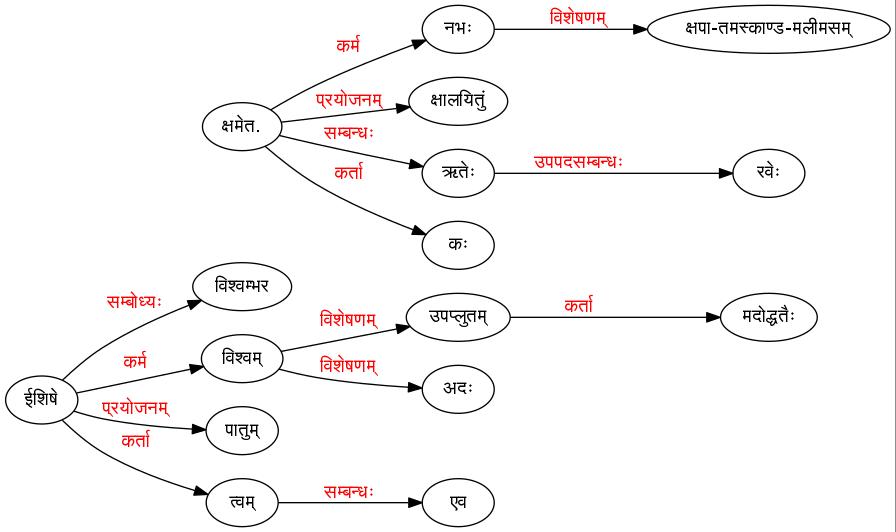 नभः
विशेषणम्
क्षपा-तमस्काण्ड-मलीमसम्
कर्म
प्रयोजनम्
क्षालयितुं
क्षमेत.
सम्बन्धः
ऋतेः
उपपदसम्बन्धः
रवेः
कर्ता
कः
सम्बोध्यः
विश्वम्भर
विशेषणम्
उपप्लुतम्
कर्ता
मदोद्धतैः
कर्म
विश्वम्
विशेषणम्
अदः
ईशिषे
प्रयोजनम्
पातुम्
कर्ता
त्वम्
सम्बन्धः
एव